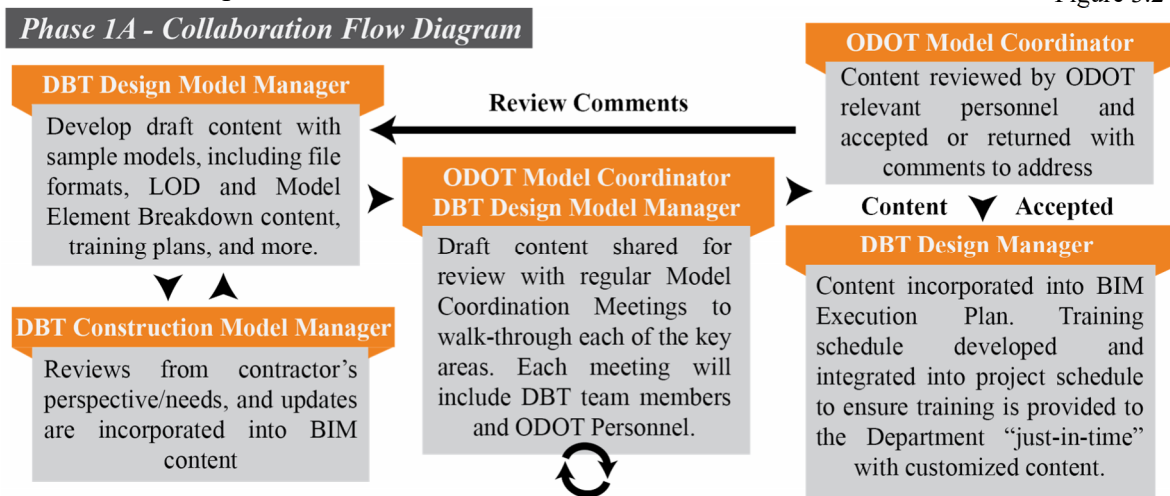 Figure 3.2
Phase 1A - Collaboration Flow Diagram
DBT Design Model Manager
Develop draft content with
sample models, including file
formats, LOD and Model
Element Breakdown content,
training plans, and more.
DBT Construction Model Manager
Reviews from contractor’s
perspective/needs, and updates
are incorporated into BIM
content
Review Comments
ODOT Model Coordinator
DBT Design Model Manager
Draft content shared for
review with regular Model
Coordination Meetings to
walk-through each of the key
areas. Each meeting will
include DBT team members
and ODOT Personnel.
ODOT Model Coordinator
Content reviewed by ODOT
relevant personnel and
accepted or returned with
comments to address
Content Accepted
DBT Design Manager
Content incorporated into BIM
Execution Plan. Training
schedule developed and
integrated into project schedule
to ensure training is provided to
the Department “just-in-time”
with customized content.